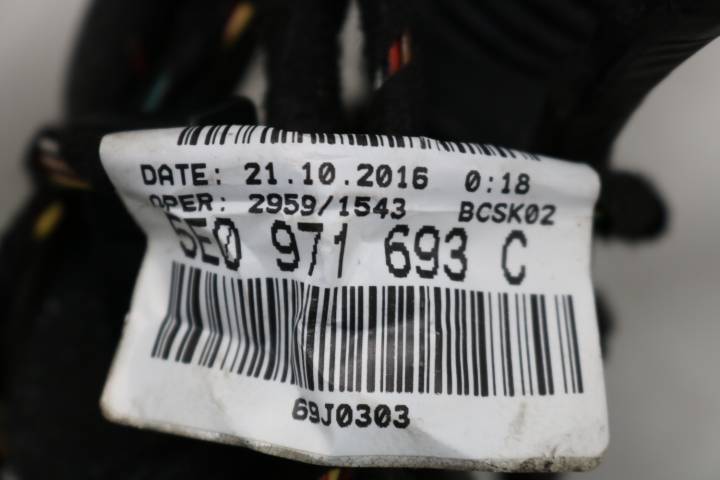 DATE: 21.10.2016 0:18
OPER: 2959/1543 BCSK02
5E0 971 693 C
69J0303